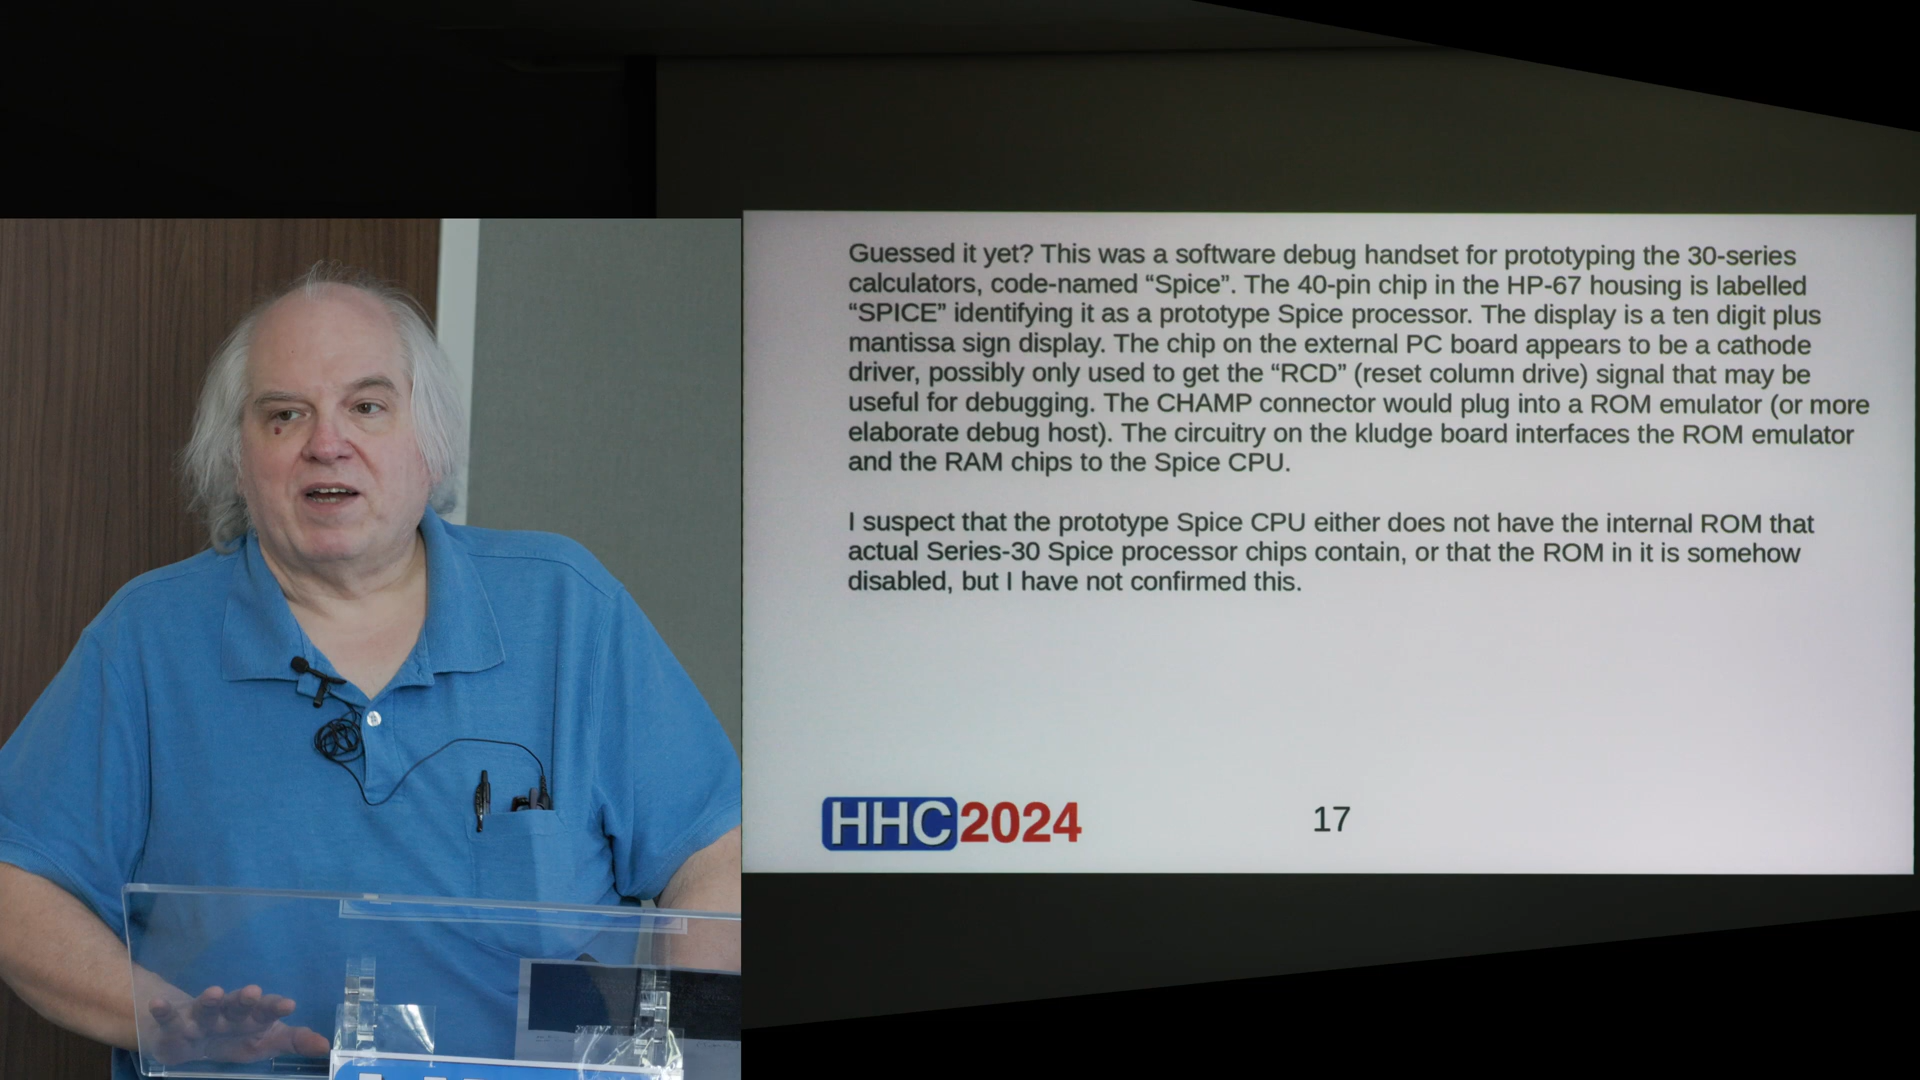 Guessed it yet? This was a software debug handset for prototyping the 30-series
calculators, code-named “Spice”. The 40-pin chip in the HP-67 housing is labelled
“SPICE” identifying it as a prototype Spice processor. The display is a ten digit plus
mantissa sign display. The chip on the external PC board appears to be a cathode
driver, possibly only used to get the “RCD” (reset column drive) signal that may be
useful for debugging. The CHAMP connector would plug into a ROM emulator (or more
elaborate debug host). The circuitry on the kludge board interfaces the ROM emulator
and the RAM chips to the Spice CPU.
I suspect that the prototype Spice CPU either does not have the internal ROM that
actual Series-30 Spice processor chips contain, or that the ROM in it is somehow
disabled, but I have not confirmed this.
HHC 2024
17